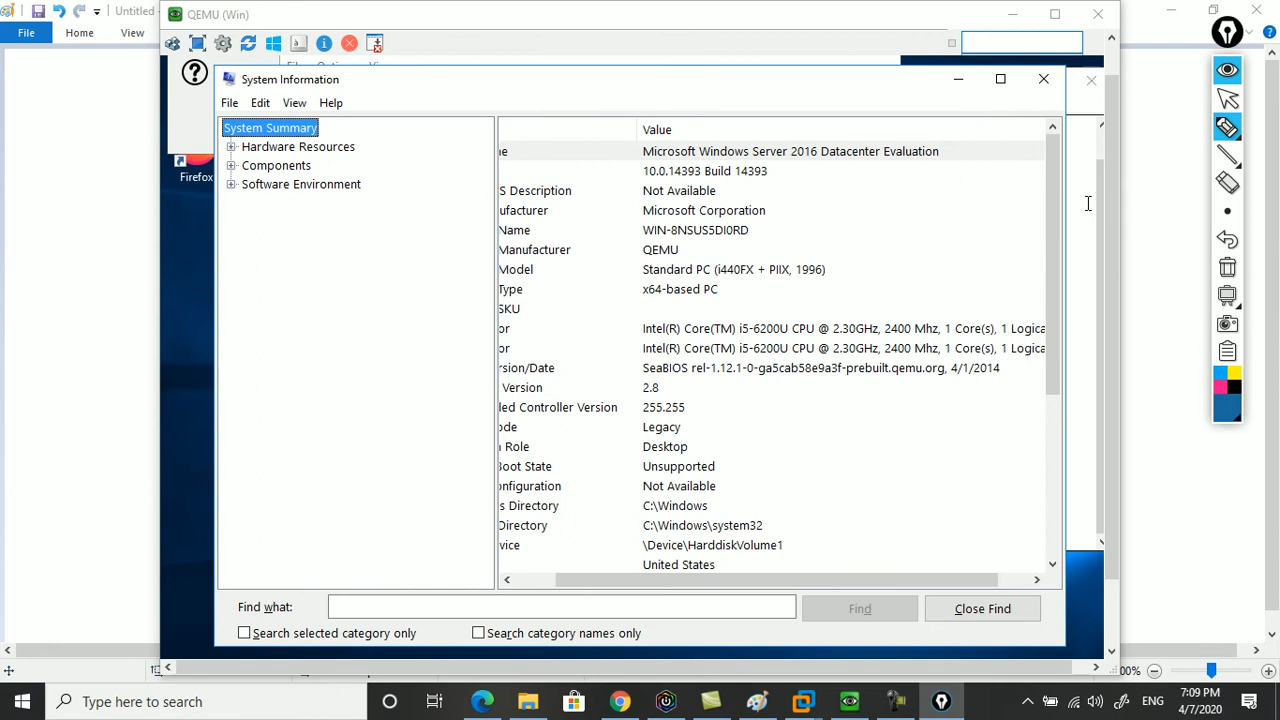 Untitled -
QEMU (Win)
File
Home
View
System Information
File
Edit
View
Help
System Summary
Hardware Resources
Components
Software Environment
Firefox
Value
ne
Microsoft Windows Server 2016 Datacenter Evaluation
10.0.14393 Build 14393
S Description
Not Available
ufacturer
Microsoft Corporation
Name
WIN-8NSUS5DI0RD
Manufacturer
QEMU
Model
Standard PC (i440FX + PIIX, 1996)
Type
x64-based PC
SKU
or
Intel(R) Core(TM) i5-6200U CPU @ 2.30GHz, 2400 Mhz, 1 Core(s), 1 Logica
or
Intel(R) Core(TM) i5-6200U CPU @ 2.30GHz, 2400 Mhz, 1 Core(s), 1 Logica
rsion/Date
SeaBIOS rel-1.12.1-0-ga5cab58e9a3f-prebuilt.qemu.org, 4/1/2014
Version
2.8
led Controller Version
255.255
ode
Legacy
n Role
Desktop
Boot State
Unsupported
onfiguration
Not Available
s Directory
C:\Windows
Directory
C:\Windows\system32
vice
\Device\HarddiskVolume1
United States
Find what:
Find
Close Find
Search selected category only
Search category names only
00%
Type here to search
ENG
7:09 PM
4/7/2020